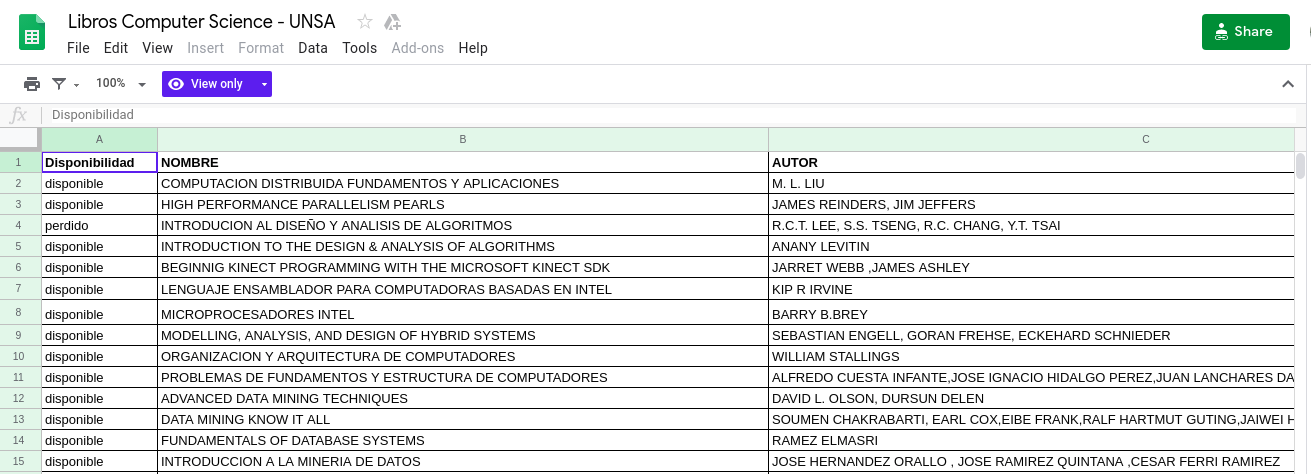 Libros Computer Science - UNSA
File Edit View Insert Format Data Tools Add-ons Help
Share
100% View only
fx Disponibilidad
A B C
1 Disponibilidad NOMBRE AUTOR
2 disponible COMPUTACION DISTRIBUIDA FUNDAMENTOS Y APLICACIONES M. L. LIU
3 disponible HIGH PERFORMANCE PARALLELISM PEARLS JAMES REINDERS, JIM JEFFERS
4 perdido INTRODUCION AL DISEÑO Y ANALISIS DE ALGORITMOS R.C.T. LEE, S.S. TSENG, R.C. CHANG, Y.T. TSAI
5 disponible INTRODUCTION TO THE DESIGN & ANALYSIS OF ALGORITHMS ANANY LEVITIN
6 disponible BEGINNIG KINECT PROGRAMMING WITH THE MICROSOFT KINECT SDK JARRET WEBB ,JAMES ASHLEY
7 disponible LENGUAJE ENSAMBLADOR PARA COMPUTADORAS BASADAS EN INTEL KIP R IRVINE
8 disponible MICROPROCESADORES INTEL BARRY B.BREY
9 disponible MODELLING, ANALYSIS, AND DESIGN OF HYBRID SYSTEMS SEBASTIAN ENGELL, GORAN FREHSE, ECKEHARD SCHNIEDER
10 disponible ORGANIZACION Y ARQUITECTURA DE COMPUTADORES WILLIAM STALLINGS
11 disponible PROBLEMAS DE FUNDAMENTOS Y ESTRUCTURA DE COMPUTADORES ALFREDO CUESTA INFANTE,JOSE IGNACIO HIDALGO PEREZ,JUAN LANCHARES DA
12 disponible ADVANCED DATA MINING TECHNIQUES DAVID L. OLSON, DURSUN DELEN
13 disponible DATA MINING KNOW IT ALL SOUMEN CHAKRABARTI, EARL COX,EIBE FRANK,RALF HARTMUT GUTING,JAIWEI H
14 disponible FUNDAMENTALS OF DATABASE SYSTEMS RAMEZ ELMASRI
15 disponible INTRODUCCION A LA MINERIA DE DATOS JOSE HERNANDEZ ORALLO , JOSE RAMIREZ QUINTANA ,CESAR FERRI RAMIREZ